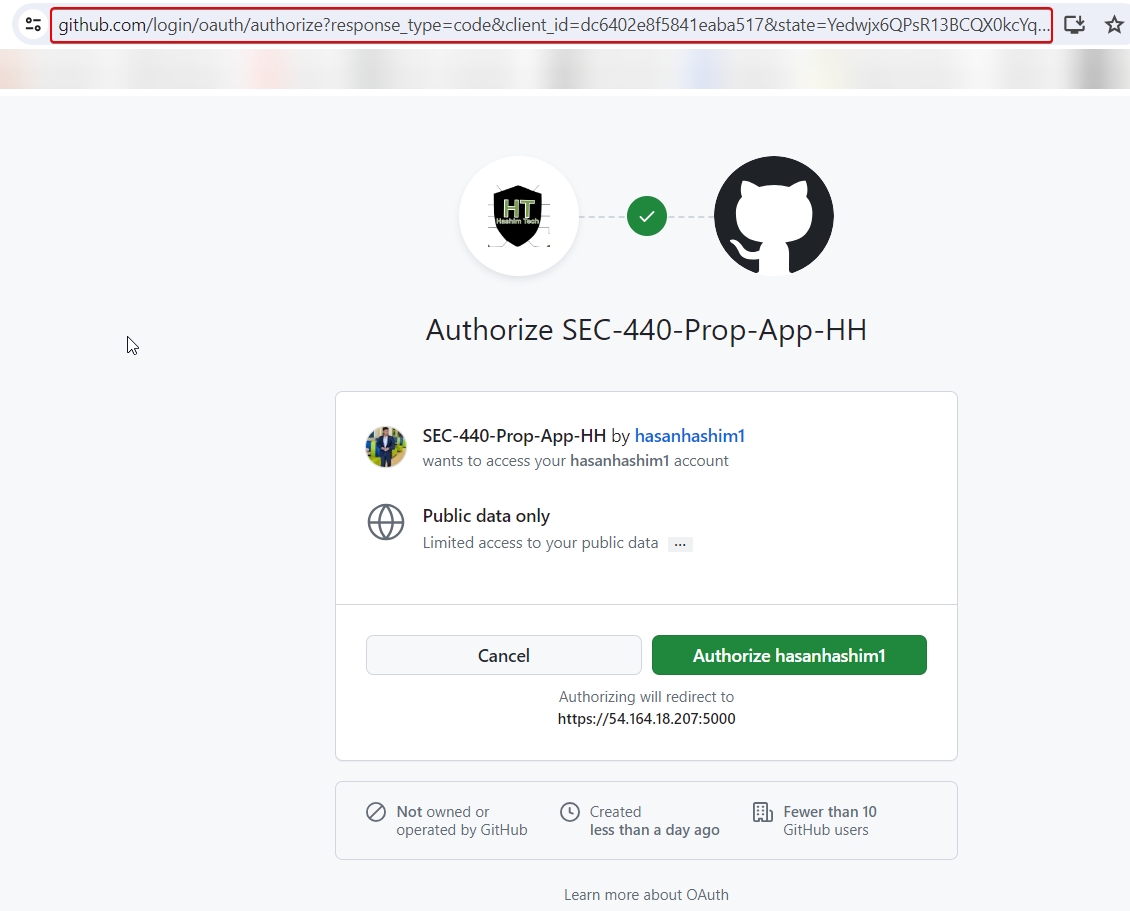 github.com/login/oauth/authorize?response_type=code&client_id=dc6402e8f5841eaba517&state=Yedwjx6QPsR13BCQX0kcYq...
HT
Hashim Tech
Authorize SEC-440-Prop-App-HH
SEC-440-Prop-App-HH by hasanhashim1
wants to access your hasanhashim1 account
Public data only
Limited access to your public data ...
Cancel
Authorize hasanhashim1
Authorizing will redirect to
https://54.164.18.207:5000
Not owned or
operated by GitHub
Created
less than a day ago
Fewer than 10
GitHub users
Learn more about OAuth